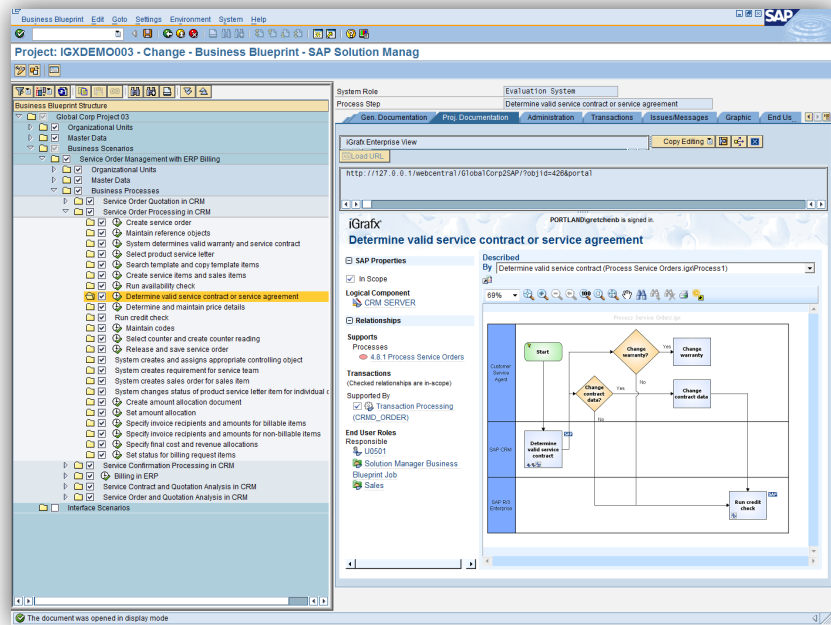 Business Blueprint Edit Goto Settings Environment System Help
SAP
Project: IGXDEMO003 - Change - Business Blueprint - SAP Solution Manag
Business Blueprint Structure
Global Corp Project 03
Organizational Units
Master Data
Business Scenarios
Service Order Management with ERP Billing
Organizational Units
Master Data
Business Processes
Service Order Quotation in CRM
Service Order Processing in CRM
Create service order
Maintain reference objects
System determines valid warranty and service contract
Select product service letter
Search template and copy template items
Create service items and sales items
Run availability check
Determine valid service contract or service agreement
Determine and maintain price details
Run credit check
Maintain codes
Select counter and create counter reading
Release and save service order
System creates and assigns appropriate controlling object
System creates requirement for service team
System creates sales order for sales item
System changes status of product service letter item for individual
Create amount allocation document
Set amount allocation
Specify invoice recipients and amounts for billable items
Specify invoice recipients and amounts for non-billable items
Specify final cost and revenue allocations
Set status for billing request items
Service Confirmation Processing in CRM
Billing in ERP
Service Contract and Quotation Analysis in CRM
Service Order and Quotation Analysis in CRM
Interface Scenarios
System Role Evaluation System
Process Step Determine valid service contract or service agreement
Gen. Documentation Proj. Documentation Administration Transactions Issues/Messages Graphic End Us
iGrafx Enterprise View Copy Editing
Load URL
http://127.0.0.1/webcentral/GlobalCorp2SAP/?objid=426&portal
iGrafx
PORTLAND\gretchenb is signed in.
Determine valid service contract or service agreement
SAP Properties
In Scope
Logical Component
CRM SERVER
Relationships
Supports
Processes
4.8.1 Process Service Orders
Transactions
(Checked relationships are in-scope)
Supported By
Transaction Processing
(CRMD_ORDER)
End User Roles
Responsible
U0501
Solution Manager Business
Blueprint Job
Sales
Described
By Determine valid service contract (Process Service Orders.igx\Process1)
69%
Process Service Orders.igx
Customer
Service
Agent
Start
Change
warranty?
Yes
Change
warranty
No
Change
contract
data?
Yes
Change
contract data
No
SAP CRM
Determine
valid service
contract
SAP
SAP R/3
Enterprise
Run credit
check
SAP
The document was opened in display mode